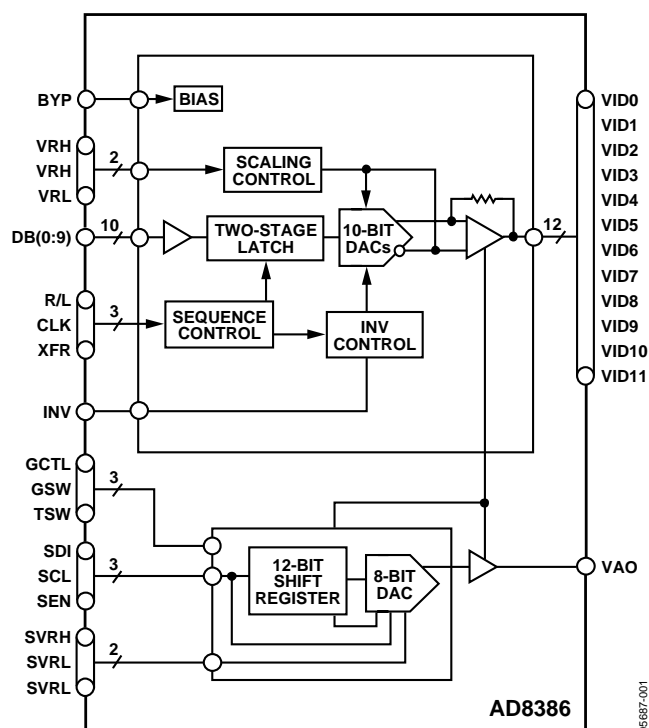 BYP
BIAS
VRH
VRH
VRL
2
SCALING
CONTROL
DB(0:9)
10
TWO-STAGE
LATCH
10-BIT
DACs
12
VID0
VID1
VID2
VID3
VID4
VID5
VID6
VID7
VID8
VID9
VID10
VID11
R/L
CLK
XFR
3
SEQUENCE
CONTROL
INV
CONTROL
INV
GCTL
GSW
TSW
3
SDI
SCL
SEN
3
12-BIT
SHIFT
REGISTER
8-BIT
DAC
VAO
SVRH
SVRL
SVRL
2
AD8386
05687-001